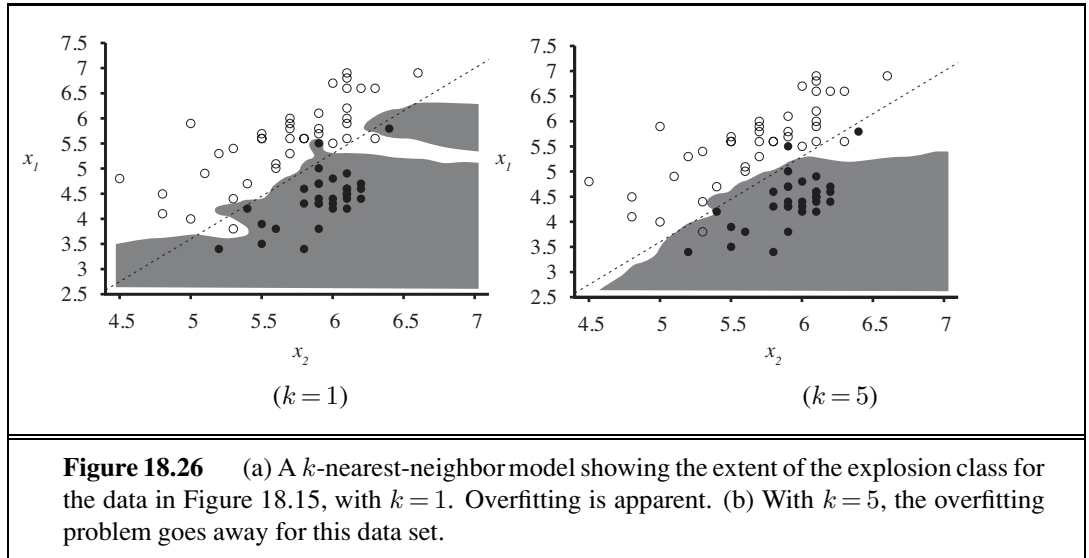 7.5
7
6.5
6
5.5
5
4.5
4
3.5
3
2.5
x1
4.5 5 5.5 6 6.5 7
x2
(k = 1)
7.5
7
6.5
6
5.5
5
4.5
4
3.5
3
2.5
x1
4.5 5 5.5 6 6.5 7
x2
(k = 5)
Figure 18.26 (a) A k-nearest-neighbor model showing the extent of the explosion class for
the data in Figure 18.15, with k = 1. Overfitting is apparent. (b) With k = 5, the overfitting
problem goes away for this data set.